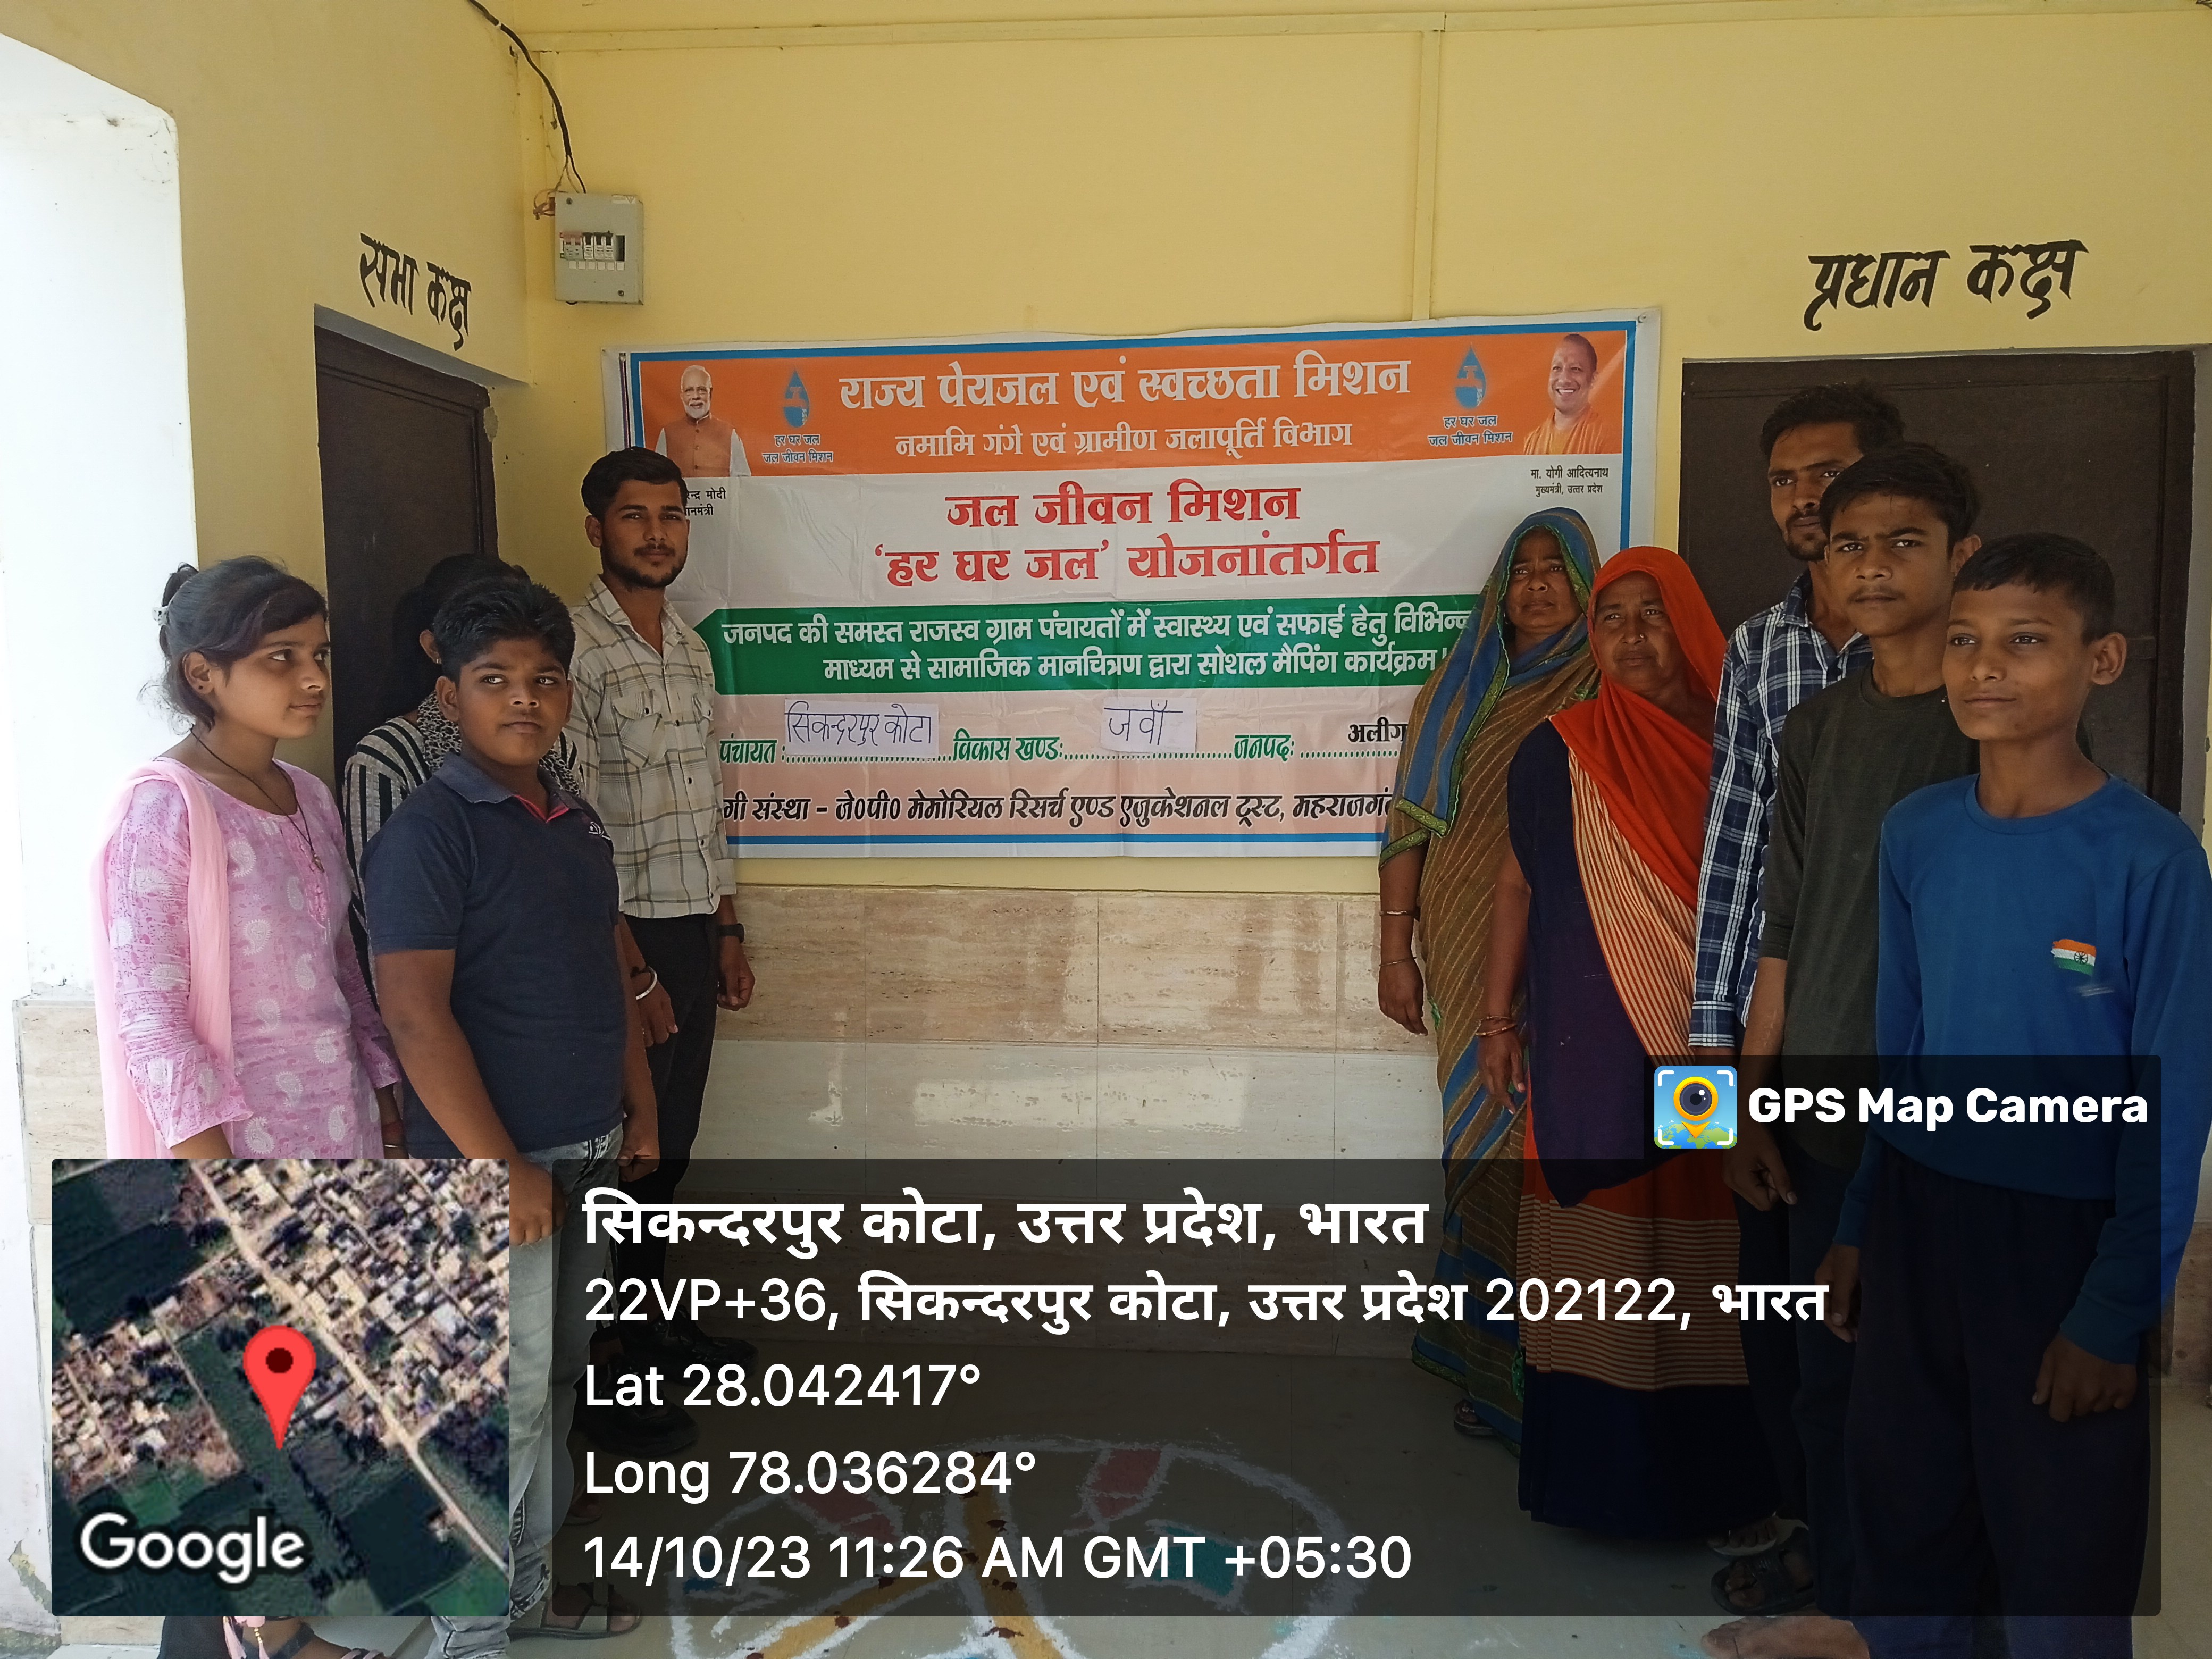 सभा कक्ष
प्रधान कक्ष
राज्य पेयजल एवं स्वच्छता मिशन
नमामि गंगे एवं ग्रामीण जलापूर्ति विभाग
हर घर जल
जल जीवन मिशन
हर घर जल
जल जीवन मिशन
मोदी
मा. योगी आदित्यनाथ
मुख्यमंत्री, उत्तर प्रदेश
जल जीवन मिशन
‘हर घर जल’ योजनांतर्गत
जनपद की समस्त राजस्व ग्राम पंचायतों में स्वास्थ्य एवं सफाई हेतु
माध्यम से सामाजिक मानचित्रण द्वारा सोशल मैपिंग कार्यक्रम
पंचायत : सिकन्दरपुर कोटा विकास खण्ड: जवाँ जनपद:
संस्था - जे0पी0 मेमोरियल रिसर्च एण्ड एजुकेशनल ट्रस्ट,
GPS Map Camera
सिकन्दरपुर कोटा, उत्तर प्रदेश, भारत
22VP+36, सिकन्दरपुर कोटा, उत्तर प्रदेश 202122, भारत
Lat 28.042417°
Long 78.036284°
14/10/23 11:26 AM GMT +05:30
Google